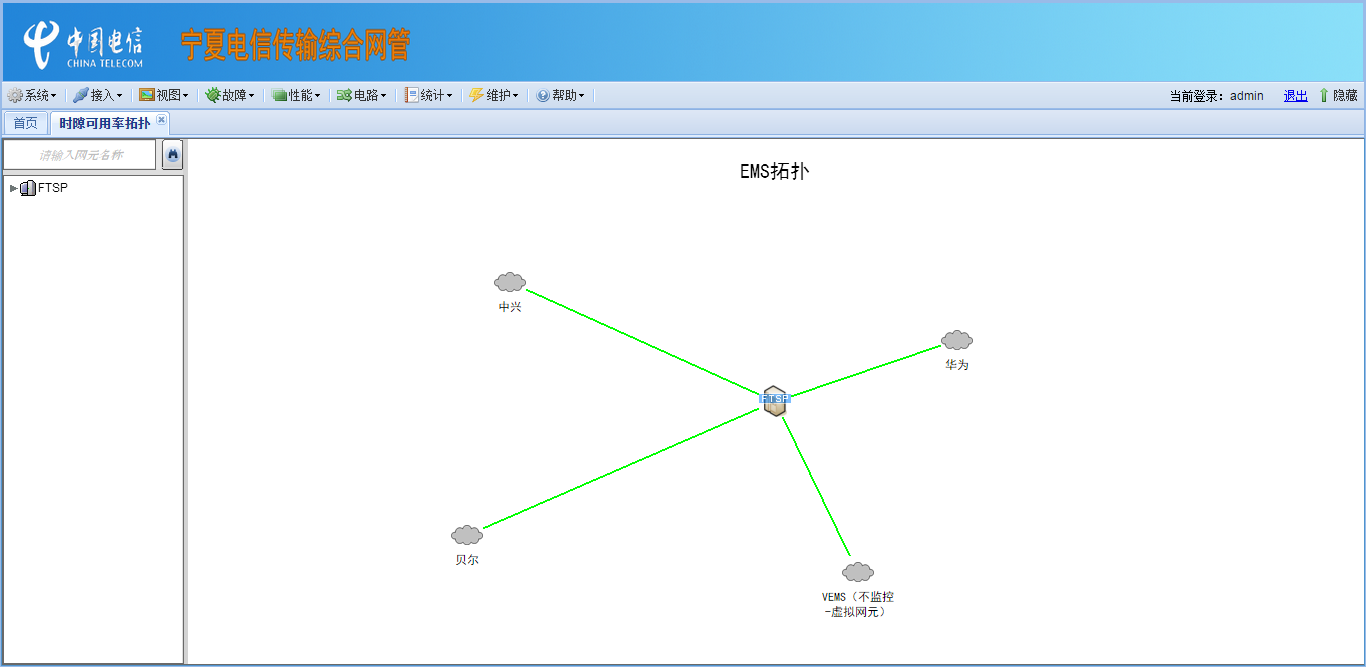 中国电信
CHINA TELECOM
宁夏电信传输综合网管
系统 接入 视图 故障 性能 电路 统计 维护 帮助 当前登录：admin 退出 隐藏
首页 时隙可用率拓扑
请输入网元名称
FTSP
EMS拓扑
中兴
华为
FTSP
贝尔
VEMS（不监控
-虚拟网元）